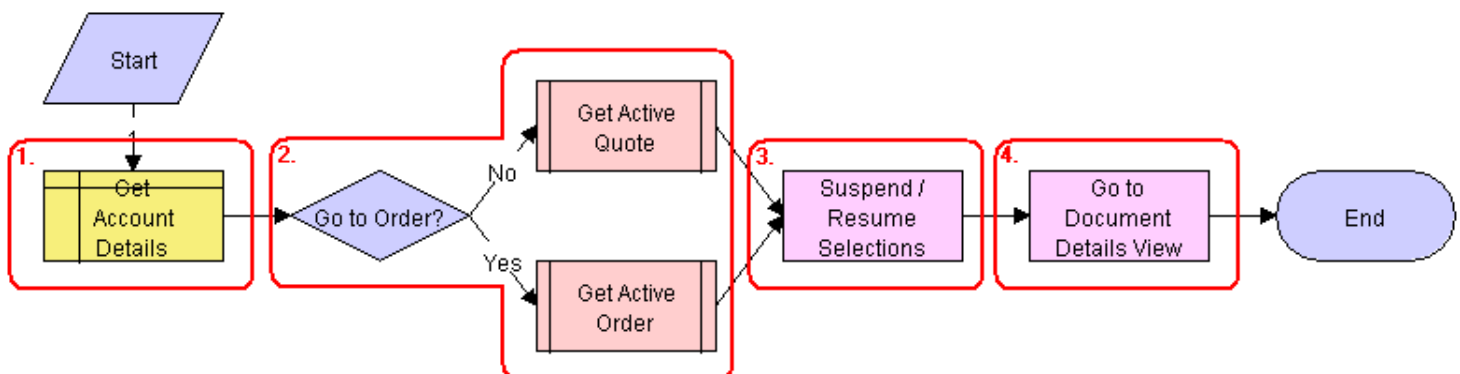 Start
1
1.
Get
Account
Details
2.
Go to Order?
No
Yes
Get Active
Quote
Get Active
Order
3.
Suspend /
Resume
Selections
4.
Go to
Document
Details View
End